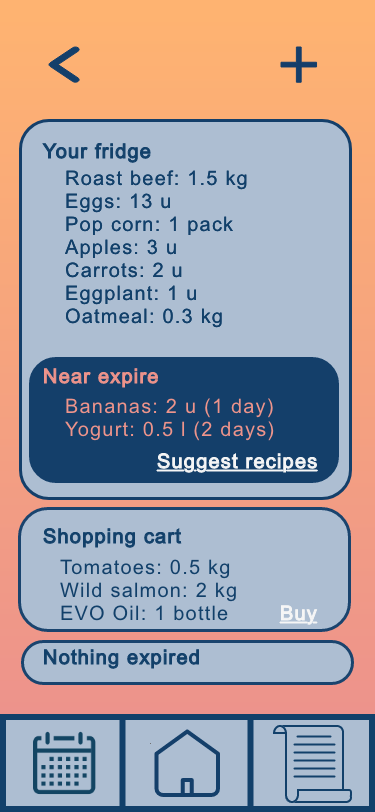 Your fridge
Roast beef: 1.5 kg
Eggs: 13 u
Pop corn: 1 pack
Apples: 3 u
Carrots: 2 u
Eggplant: 1 u
Oatmeal: 0.3 kg
Near expire
Bananas: 2 u (1 day)
Yogurt: 0.5 l (2 days)
Suggest recipes
Shopping cart
Tomatoes: 0.5 kg
Wild salmon: 2 kg
EVO Oil: 1 bottle Buy
Nothing expired